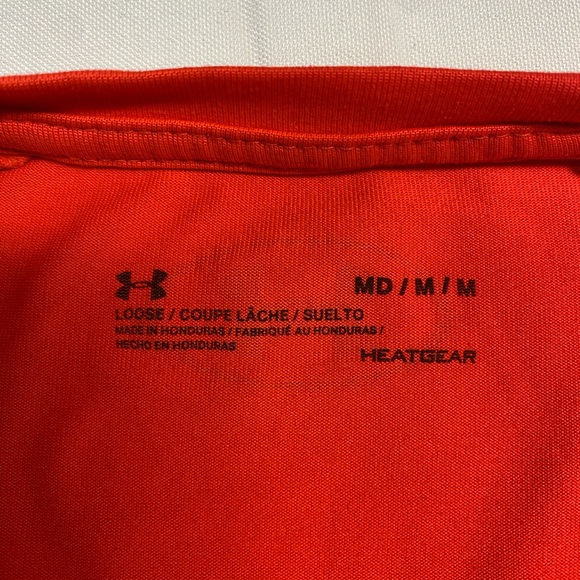 MD / M / M
LOOSE / COUPE LÂCHE / SUELTO
MADE IN HONDURAS / FABRIQUÉ AU HONDURAS /
HECHO EN HONDURAS
HEATGEAR